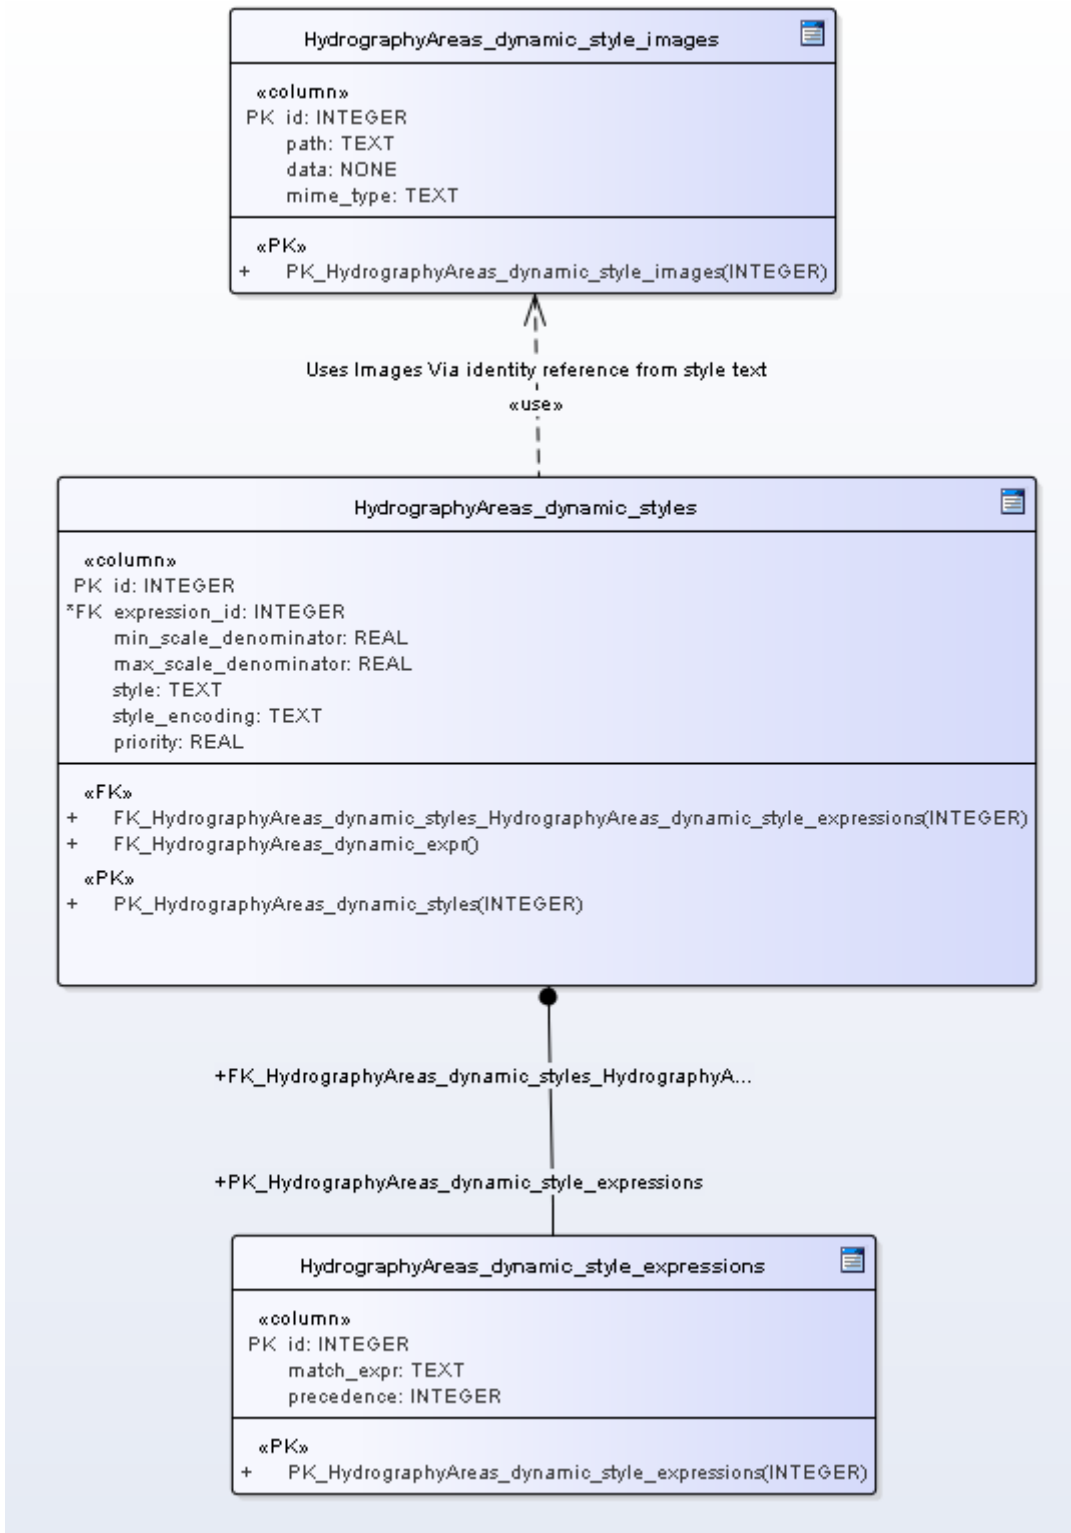 HydrographyAreas_dynamic_style_images
«column»
PK id: INTEGER
path: TEXT
data: NONE
mime_type: TEXT
«PK»
+ PK_HydrographyAreas_dynamic_style_images(INTEGER)
Uses Images Via identity reference from style text
«use»
HydrographyAreas_dynamic_styles
«column»
PK id: INTEGER
*FK expression_id: INTEGER
min_scale_denominator: REAL
max_scale_denominator: REAL
style: TEXT
style_encoding: TEXT
priority: REAL
«FK»
+ FK_HydrographyAreas_dynamic_styles_HydrographyAreas_dynamic_style_expressions(INTEGER)
+ FK_HydrographyAreas_dynamic_expr()
«PK»
+ PK_HydrographyAreas_dynamic_styles(INTEGER)
+FK_HydrographyAreas_dynamic_styles_HydrographyA...
+PK_HydrographyAreas_dynamic_style_expressions
HydrographyAreas_dynamic_style_expressions
«column»
PK id: INTEGER
match_expr: TEXT
precedence: INTEGER
«PK»
+ PK_HydrographyAreas_dynamic_style_expressions(INTEGER)